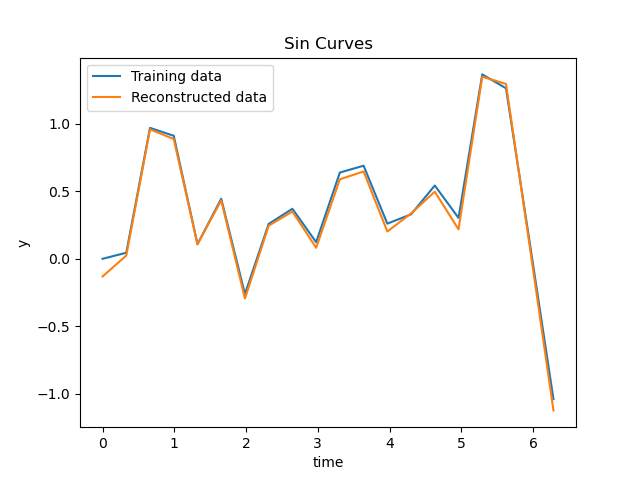 Sin Curves
Training data
Reconstructed data
1.0
0.5
0.0
−0.5
−1.0
y
0 1 2 3 4 5 6
time